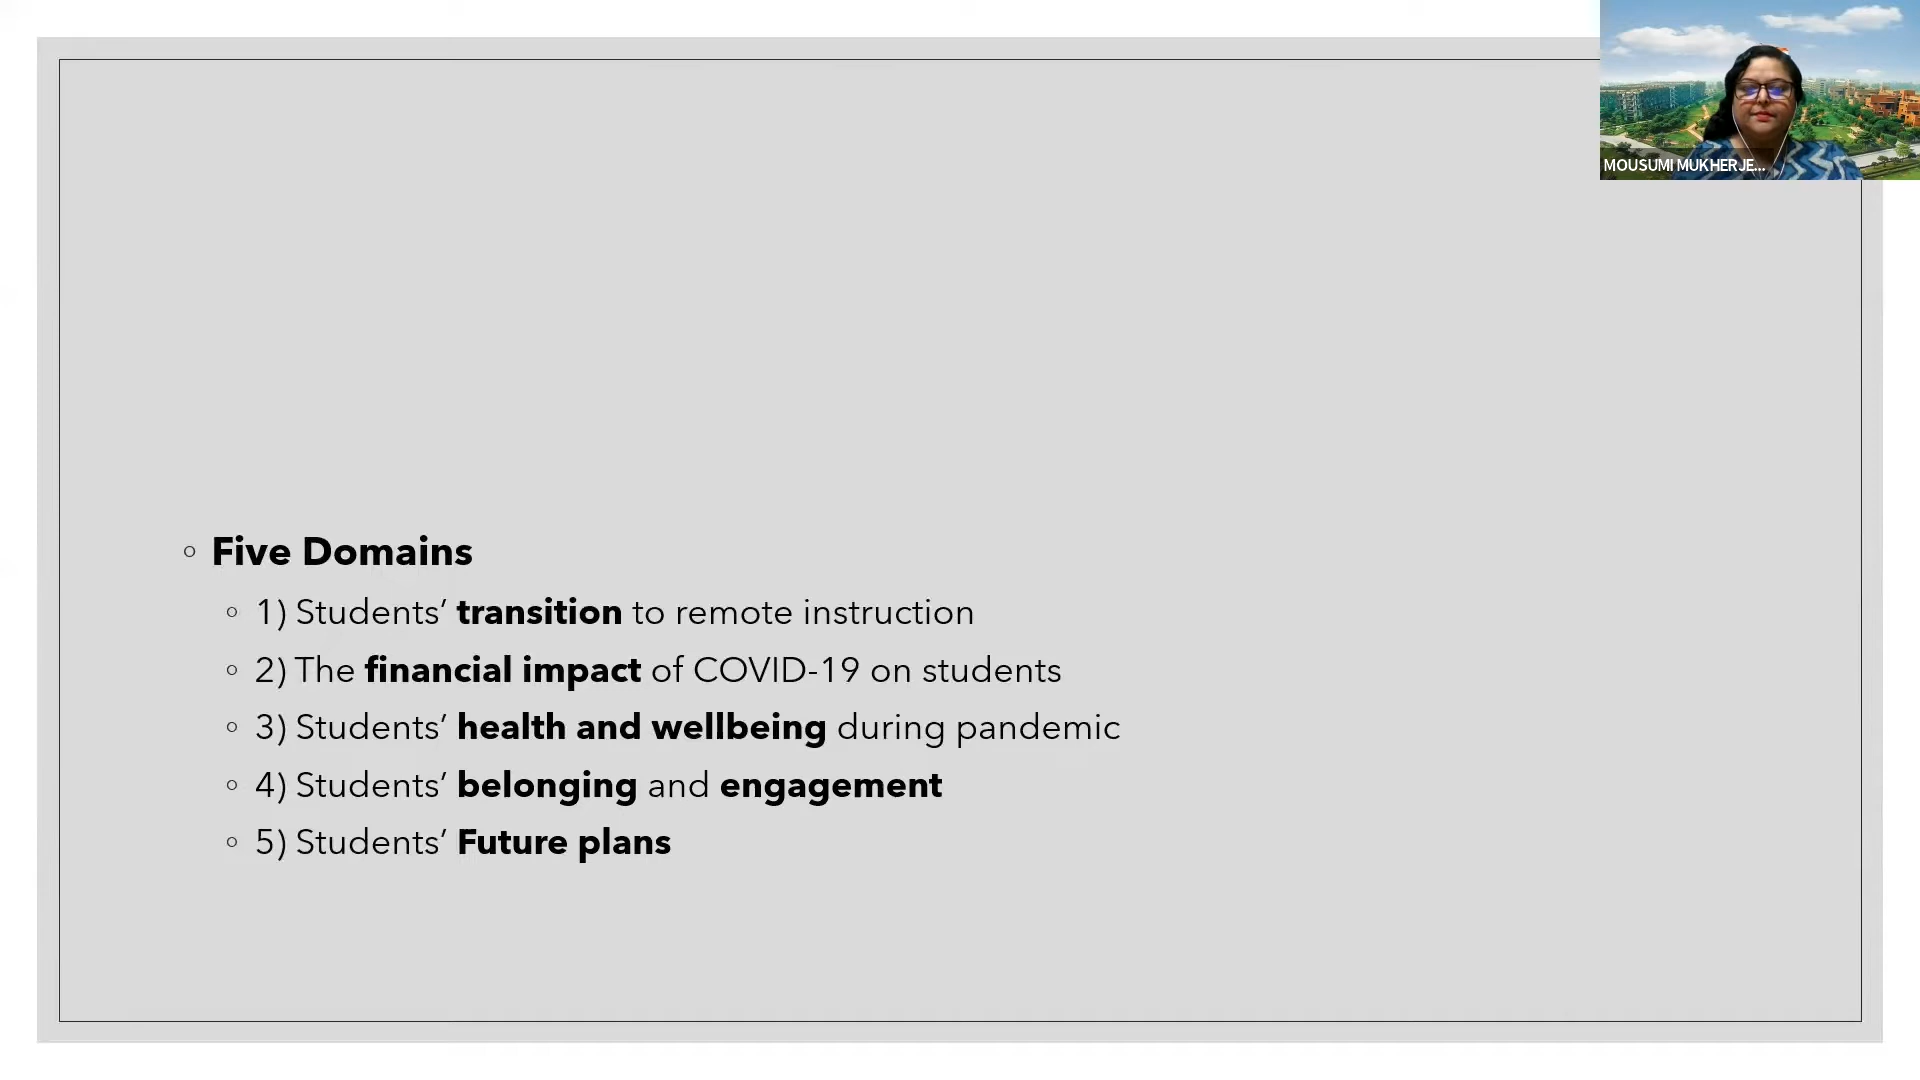 MOUSUMI MUKHERJE...
◦ Five Domains
◦ 1) Students’ transition to remote instruction
◦ 2) The financial impact of COVID-19 on students
◦ 3) Students’ health and wellbeing during pandemic
◦ 4) Students’ belonging and engagement
◦ 5) Students’ Future plans